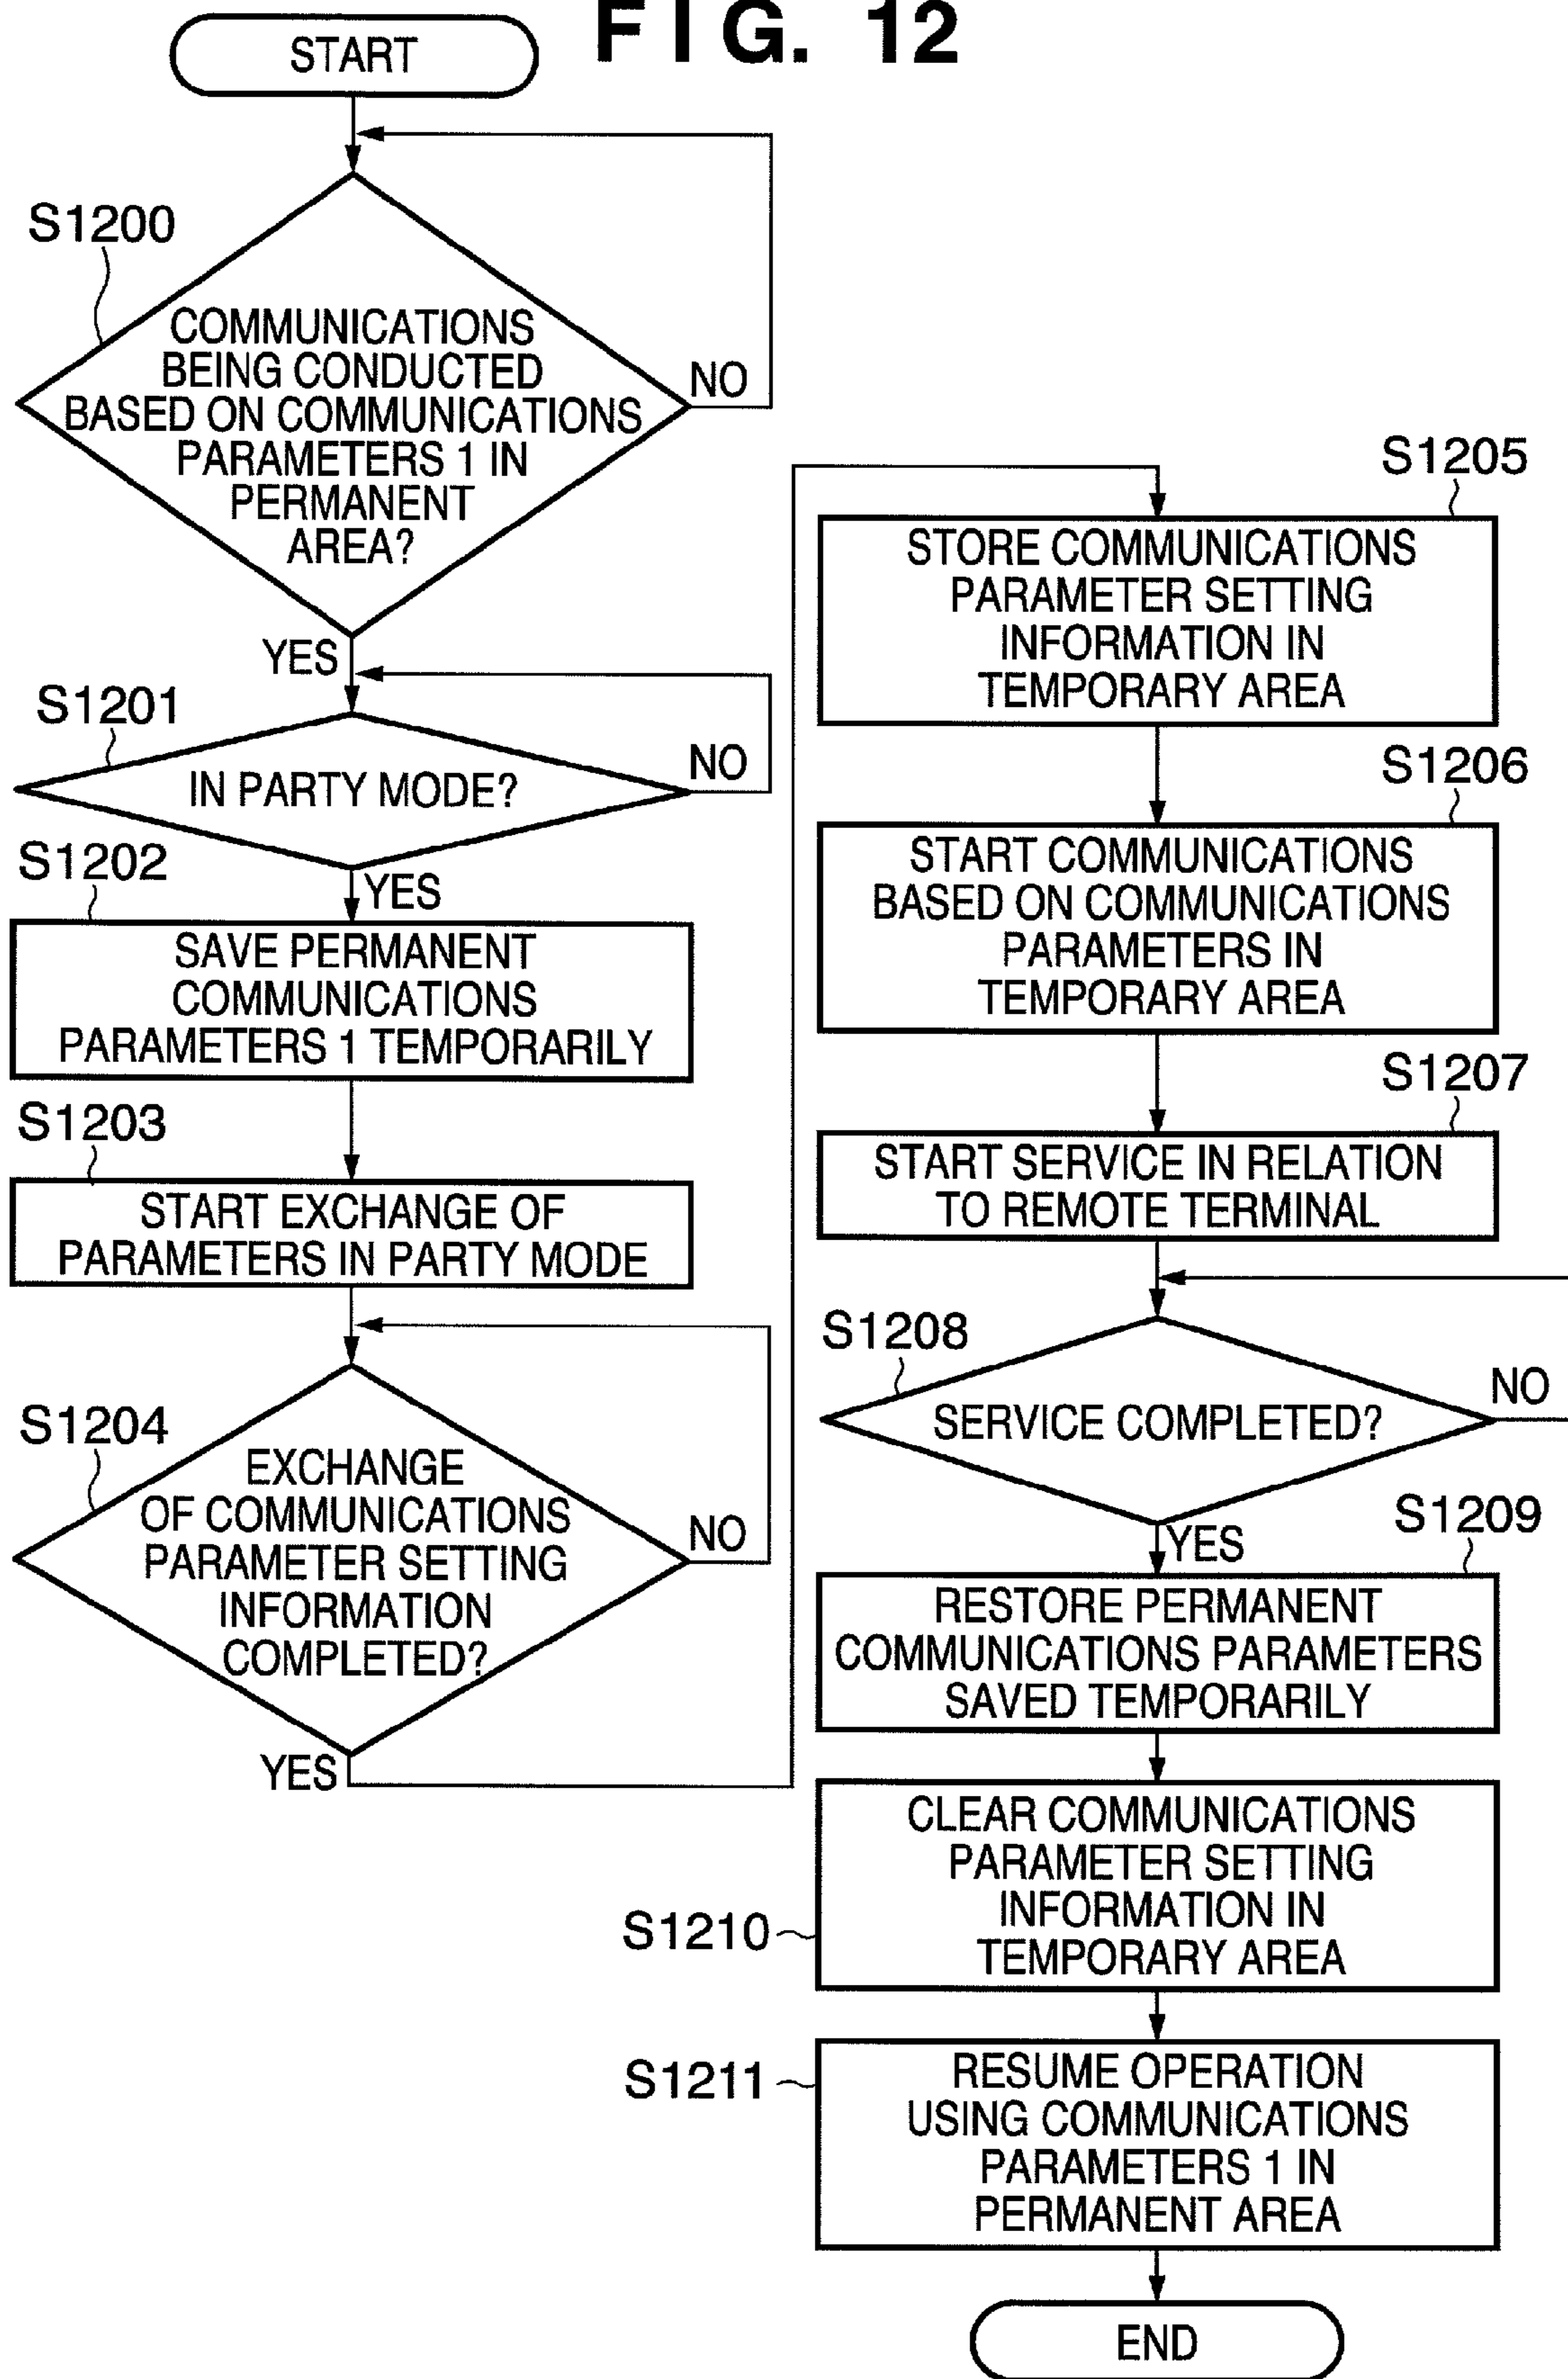 FIG. 12
START
S1200
COMMUNICATIONS
BEING CONDUCTED
BASED ON COMMUNICATIONS
PARAMETERS 1 IN
PERMANENT
AREA?
NO
YES
S1201
IN PARTY MODE?
NO
YES
S1202
SAVE PERMANENT
COMMUNICATIONS
PARAMETERS 1 TEMPORARILY
S1203
START EXCHANGE OF
PARAMETERS IN PARTY MODE
S1204
EXCHANGE
OF COMMUNICATIONS
PARAMETER SETTING
INFORMATION
COMPLETED?
NO
YES
S1205
STORE COMMUNICATIONS
PARAMETER SETTING
INFORMATION IN
TEMPORARY AREA
S1206
START COMMUNICATIONS
BASED ON COMMUNICATIONS
PARAMETERS IN
TEMPORARY AREA
S1207
START SERVICE IN RELATION
TO REMOTE TERMINAL
S1208
SERVICE COMPLETED?
NO
YES
S1209
RESTORE PERMANENT
COMMUNICATIONS PARAMETERS
SAVED TEMPORARILY
S1210
CLEAR COMMUNICATIONS
PARAMETER SETTING
INFORMATION IN
TEMPORARY AREA
S1211
RESUME OPERATION
USING COMMUNICATIONS
PARAMETERS 1 IN
PERMANENT AREA
END